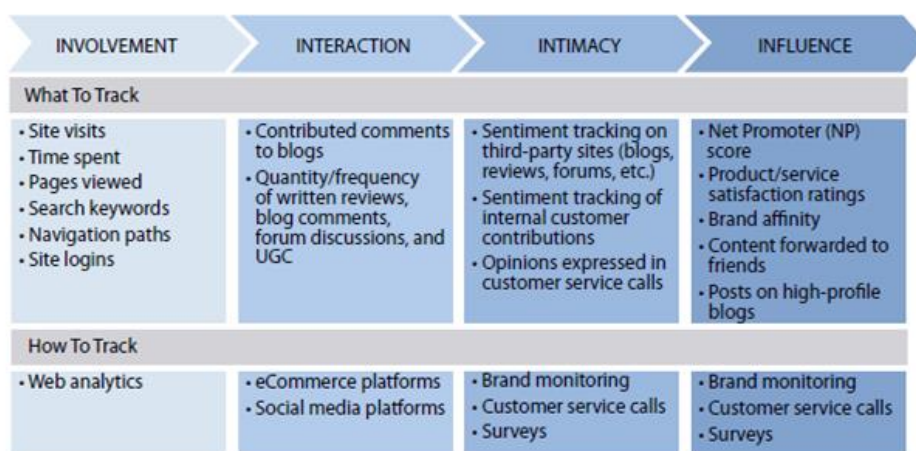 INVOLVEMENT
INTERACTION
INTIMACY
INFLUENCE
What To Track
• Site visits
• Time spent
• Pages viewed
• Search keywords
• Navigation paths
• Site logins
• Contributed comments
to blogs
• Quantity/frequency
of written reviews,
blog comments,
forum discussions, and
UGC
• Sentiment tracking on
third-party sites (blogs,
reviews, forums, etc.)
• Sentiment tracking of
internal customer
contributions
• Opinions expressed in
customer service calls
• Net Promoter (NP)
score
• Product/service
satisfaction ratings
• Brand affinity
• Content forwarded to
friends
• Posts on high-profile
blogs
How To Track
• Web analytics
• eCommerce platforms
• Social media platforms
• Brand monitoring
• Customer service calls
• Surveys
• Brand monitoring
• Customer service calls
• Surveys